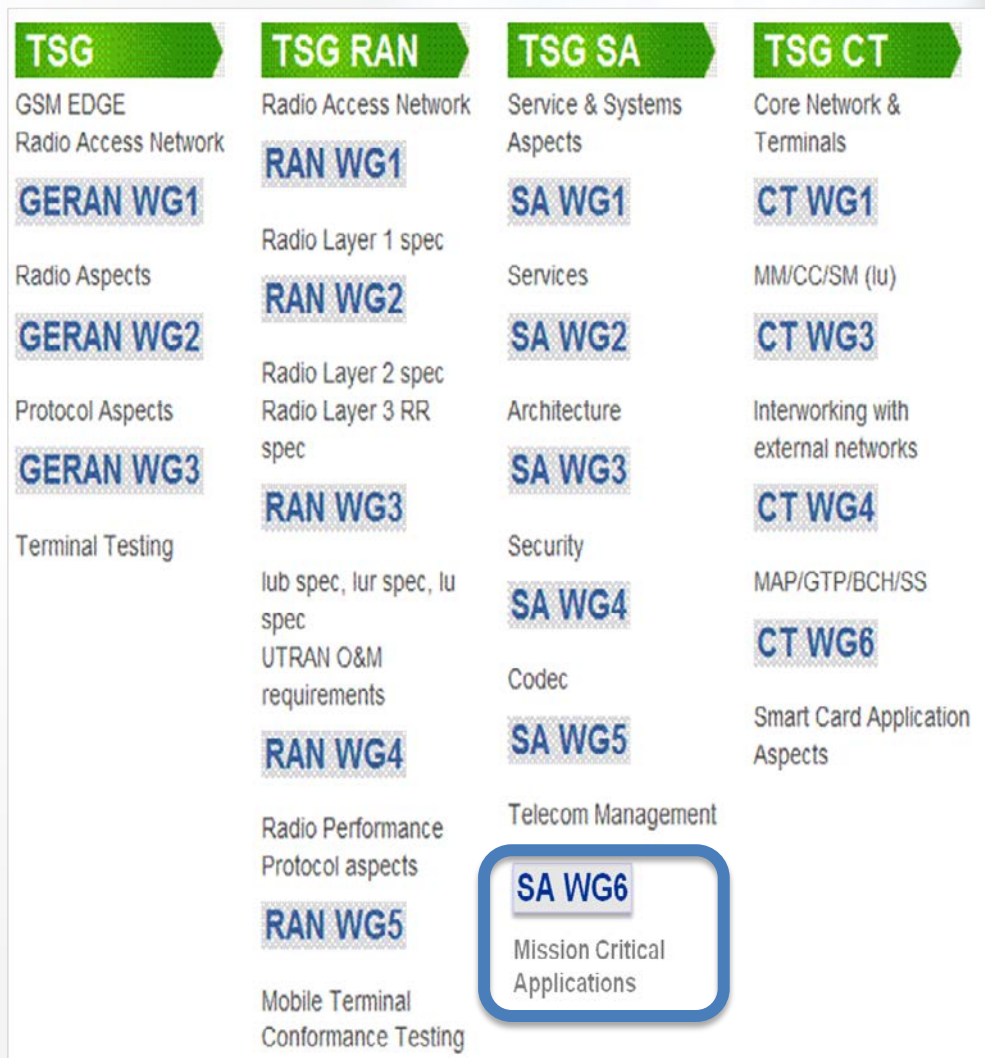 TSG
GSM EDGE
Radio Access Network
GERAN WG1
Radio Aspects
GERAN WG2
Protocol Aspects
GERAN WG3
Terminal Testing
TSG RAN
Radio Access Network
RAN WG1
Radio Layer 1 spec
RAN WG2
Radio Layer 2 spec
Radio Layer 3 RR
spec
RAN WG3
Iub spec, Iur spec, Iu
spec
UTRAN O&M
requirements
RAN WG4
Radio Performance
Protocol aspects
RAN WG5
Mobile Terminal
Conformance Testing
TSG SA
Service & Systems
Aspects
SA WG1
Services
SA WG2
Architecture
SA WG3
Security
SA WG4
Codec
SA WG5
Telecom Management
SA WG6
Mission Critical
Applications
TSG CT
Core Network &
Terminals
CT WG1
MM/CC/SM (Iu)
CT WG3
Interworking with
external networks
CT WG4
MAP/GTP/BCH/SS
CT WG6
Smart Card Application
Aspects